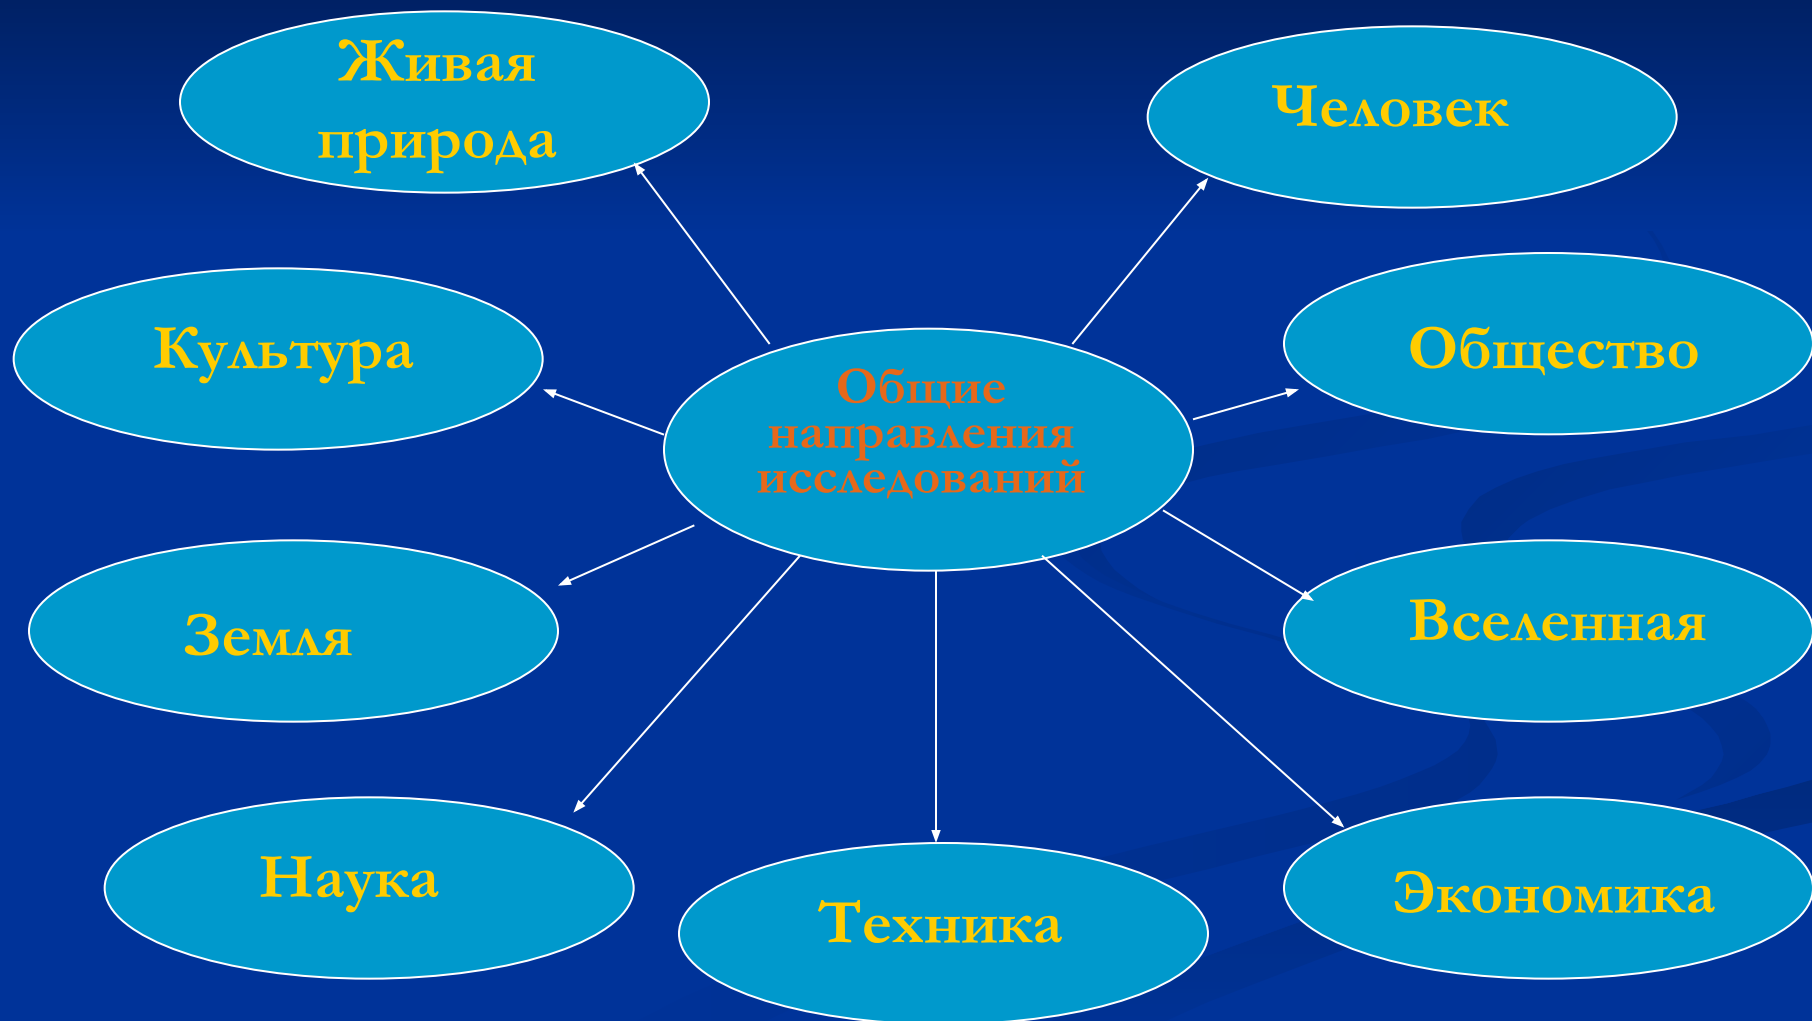 Живая
природа
Человек
Культура
Общество
Общие
направления
исследований
Земля
Вселенная
Наука
Техника
Экономика